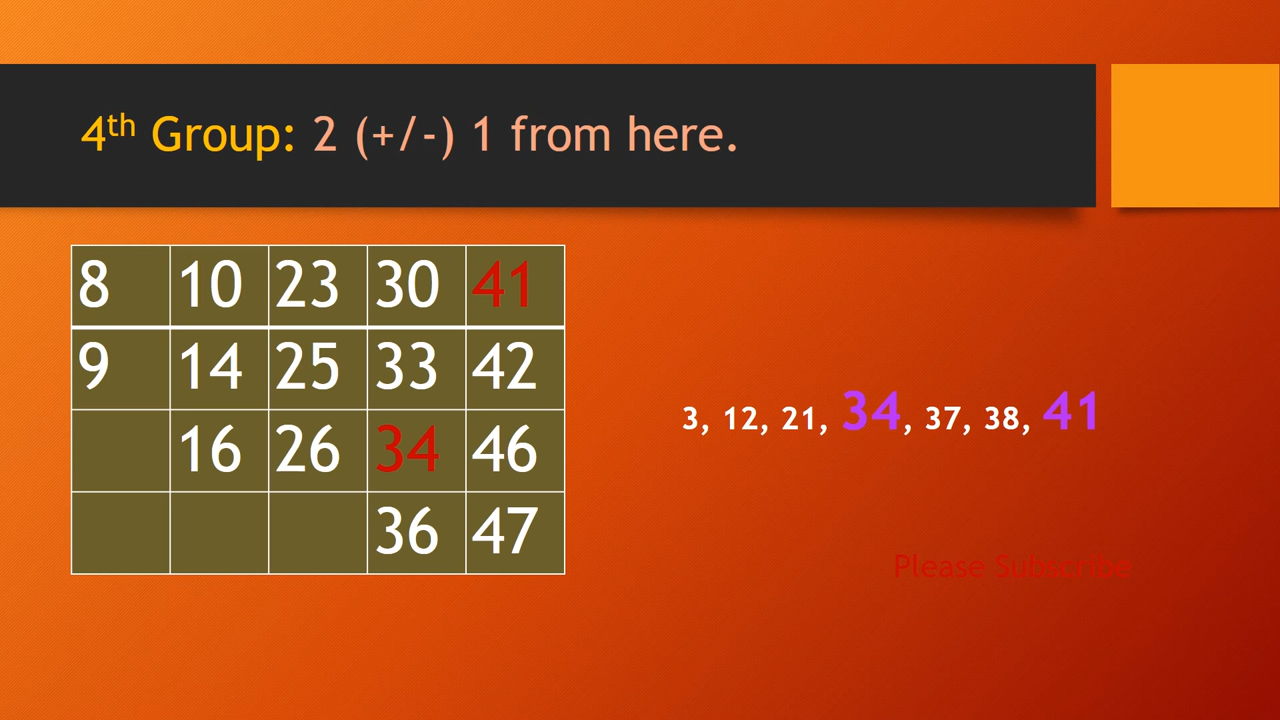 4th Group: 2 (+/-) 1 from here.
8 10 23 30 41
9 14 25 33 42
16 26 34 46
36 47
3, 12, 21, 34, 37, 38, 41
Please Subscribe